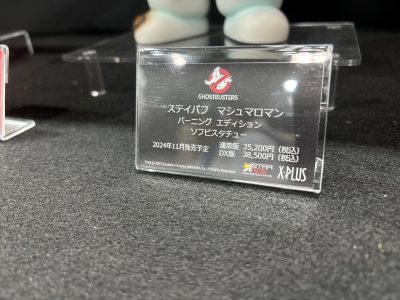 GHOSTBUSTERS
ステイパフ マシュマロマン
バーニング エディション
ソフビスタチュー
2024年11月発売予定 通常版 35,200円 (税込)
DX版 38,500円 (税込)
X-PLUS